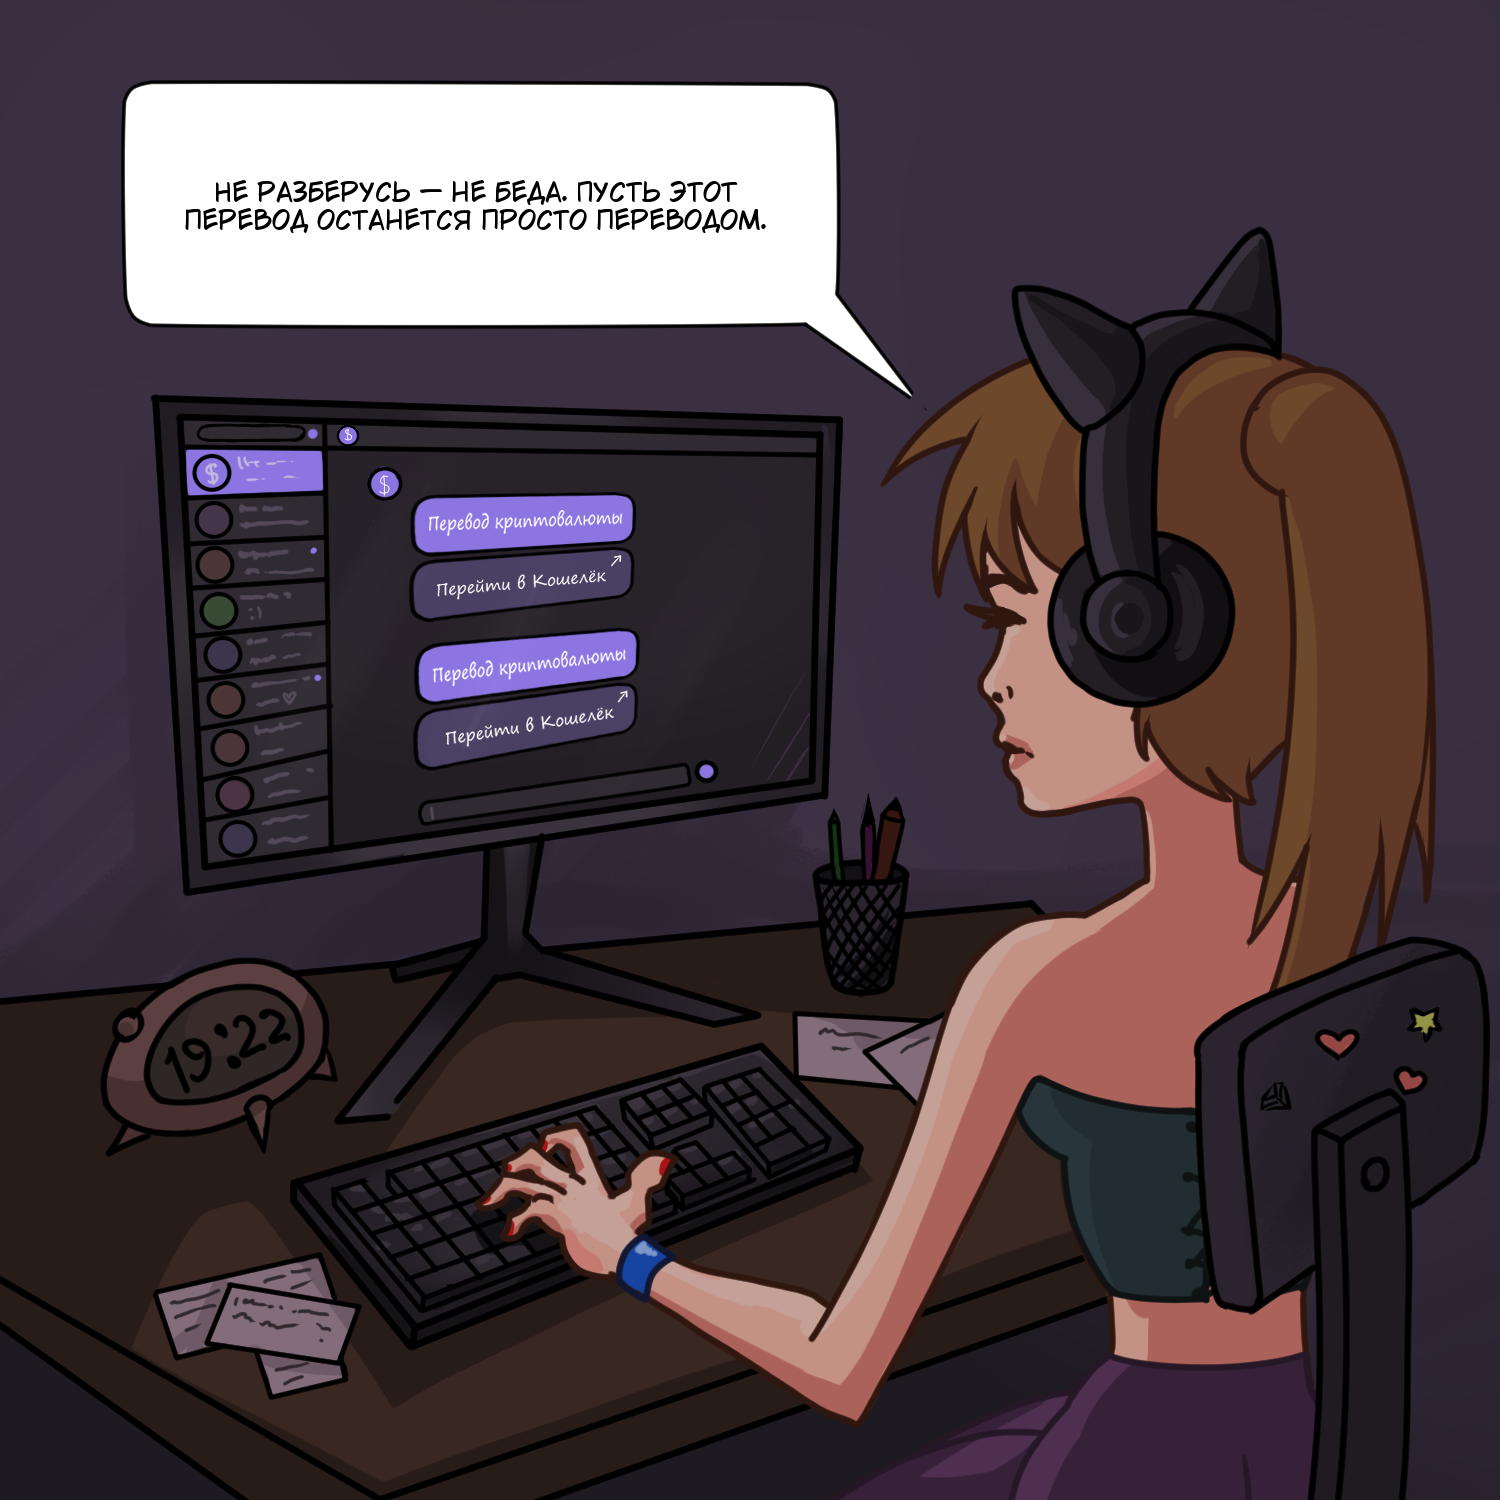 НЕ РАЗБЕРУСЬ — НЕ БЕДА. ПУСТЬ ЭТОТ
ПЕРЕВОД ОСТАНЕТСЯ ПРОСТО ПЕРЕВОДОМ.
$
$
$
Перевод криптовалюты
Перейти в Кошелёк
:)
Перевод криптовалюты
Перейти в Кошелёк
19:22